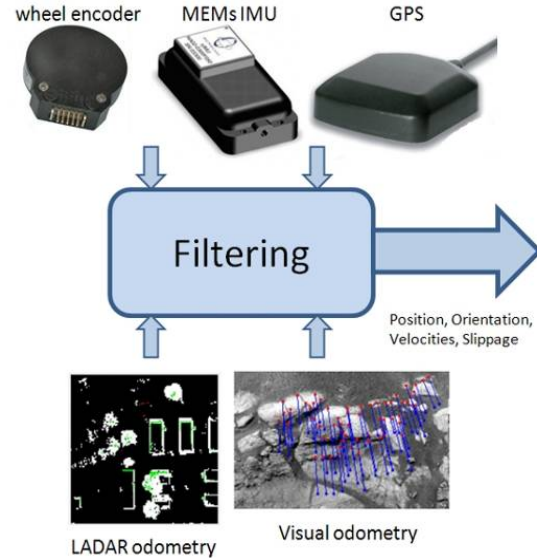 wheel encoder
MEMs IMU
GPS
Filtering
Position, Orientation,
Velocities, Slippage
LADAR odometry
Visual odometry